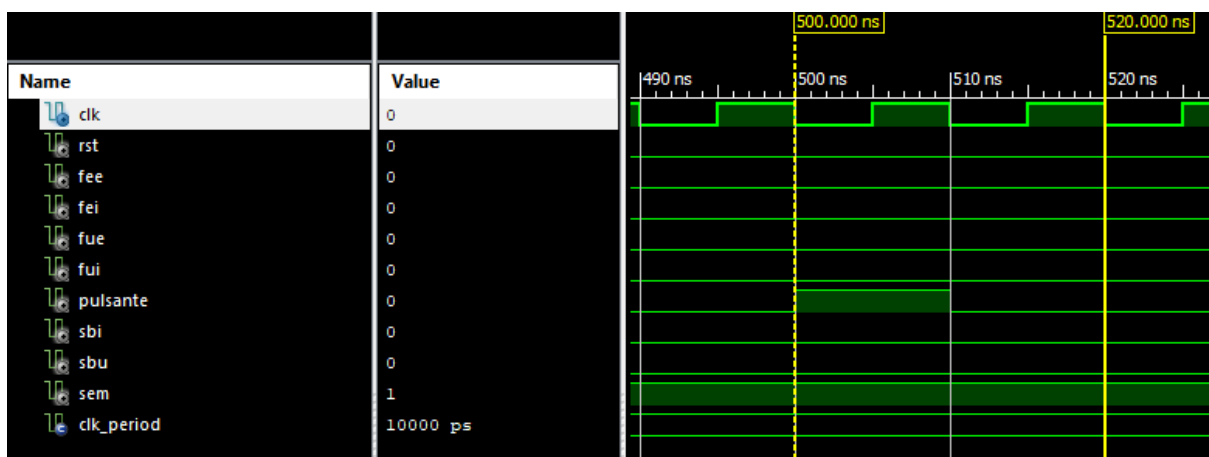 500.000 ns 520.000 ns
Name Value 490 ns 500 ns 510 ns 520 ns
clk 0
rst 0
fee 0
fei 0
fue 0
fui 0
pulsante 0
sbi 0
sbu 0
sem 1
clk_period 10000 ps